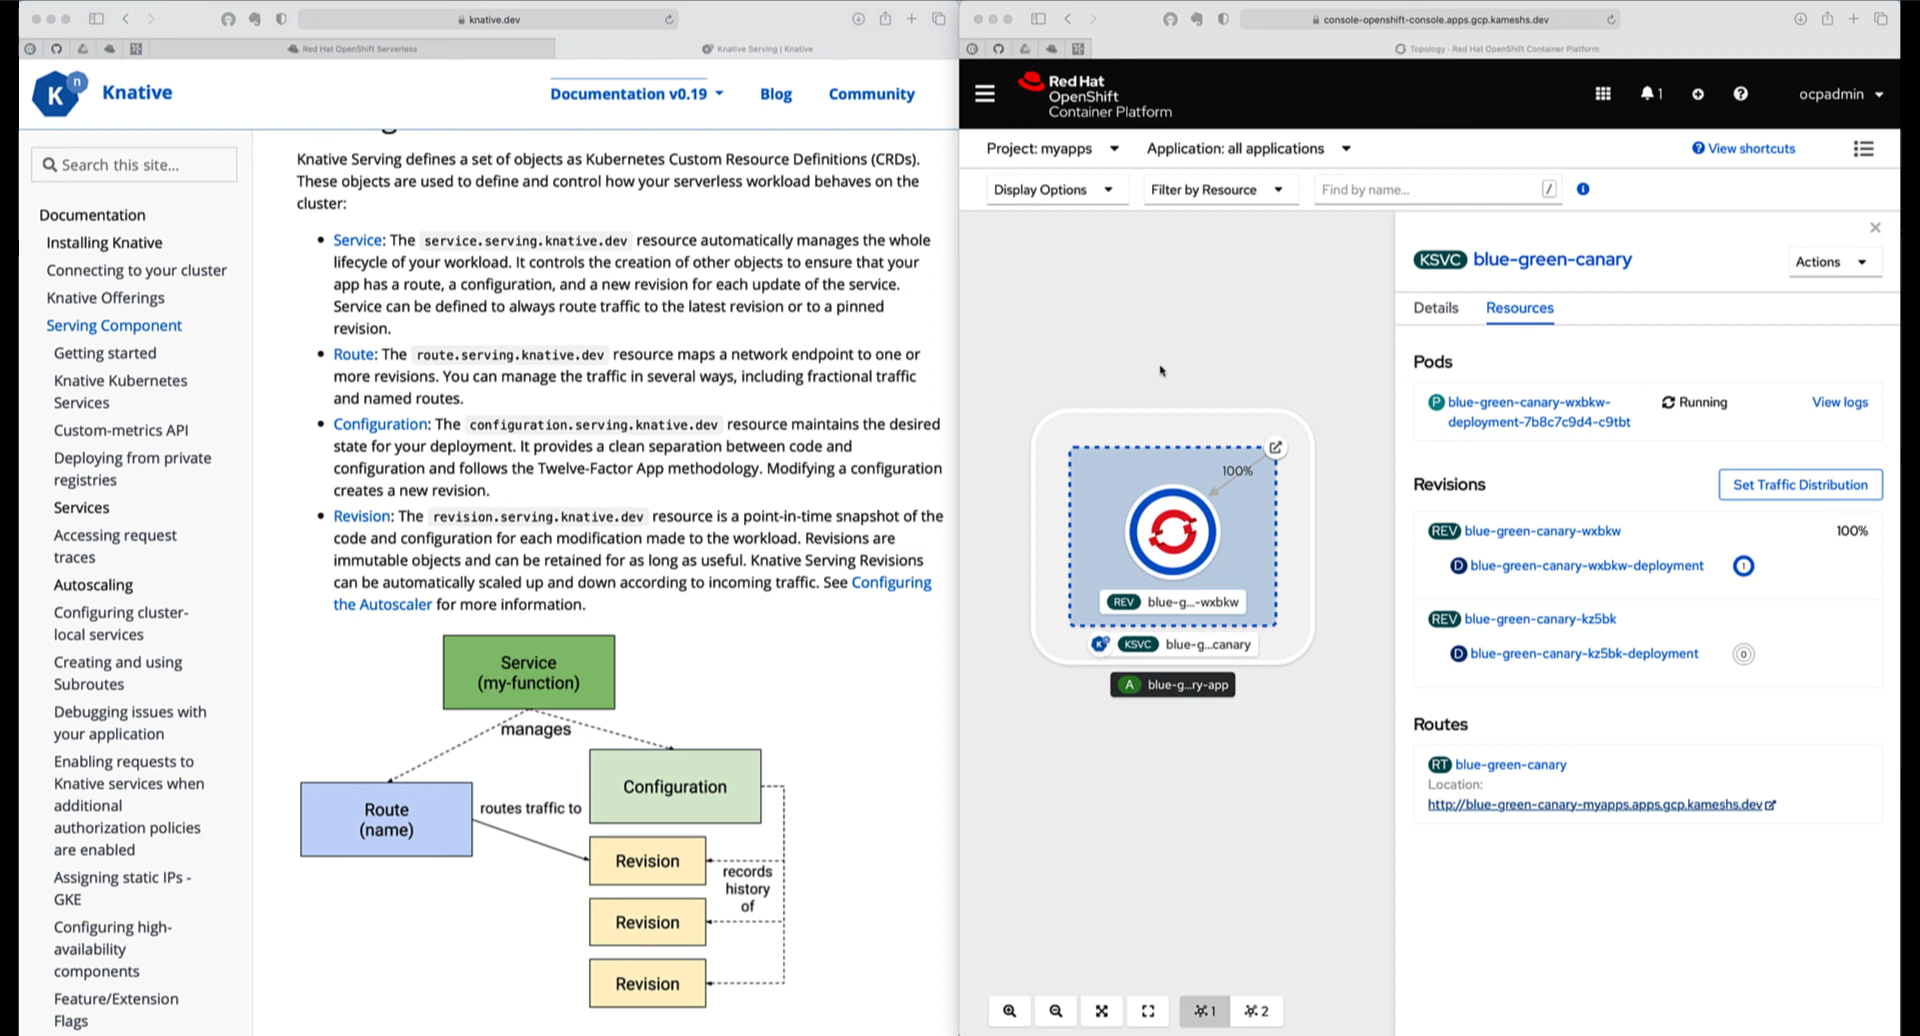 knative.dev
Red Hat OpenShift Serverless
Knative Serving | Knative
K n
Knative
Documentation v0.19
Blog
Community
Search this site...
Documentation
Installing Knative
Connecting to your cluster
Knative Offerings
Serving Component
Getting started
Knative Kubernetes
Services
Custom-metrics API
Deploying from private
registries
Services
Accessing request
traces
Autoscaling
Configuring cluster-
local services
Creating and using
Subroutes
Debugging issues with
your application
Enabling requests to
Knative services when
additional
authorization policies
are enabled
Assigning static IPs -
GKE
Configuring high-
availability
components
Feature/Extension
Flags
Knative Serving defines a set of objects as Kubernetes Custom Resource Definitions (CRDs).
These objects are used to define and control how your serverless workload behaves on the
cluster:
• Service: The service.serving.knative.dev resource automatically manages the whole
lifecycle of your workload. It controls the creation of other objects to ensure that your
app has a route, a configuration, and a new revision for each update of the service.
Service can be defined to always route traffic to the latest revision or to a pinned
revision.
• Route: The route.serving.knative.dev resource maps a network endpoint to one or
more revisions. You can manage the traffic in several ways, including fractional traffic
and named routes.
• Configuration: The configuration.serving.knative.dev resource maintains the desired
state for your deployment. It provides a clean separation between code and
configuration and follows the Twelve-Factor App methodology. Modifying a configuration
creates a new revision.
• Revision: The revision.serving.knative.dev resource is a point-in-time snapshot of the
code and configuration for each modification made to the workload. Revisions are
immutable objects and can be retained for as long as useful. Knative Serving Revisions
can be automatically scaled up and down according to incoming traffic. See Configuring
the Autoscaler for more information.
Service
(my-function)
manages
Configuration
Route
(name)
routes traffic to
Revision
records
history
of
Revision
Revision
console-openshift-console.apps.gcp.kameshs.dev
Topology - Red Hat OpenShift Container Platform
Red Hat
OpenShift
Container Platform
1
ocpadmin
Project: myapps
Application: all applications
View shortcuts
Display Options
Filter by Resource
Find by name...
/
100%
REV blue-g...-wxbkw
KSVC blue-g...canary
A blue-g...ry-app
1
2
KSVC blue-green-canary
Actions
Details
Resources
Pods
P blue-green-canary-wxbkw-
deployment-7b8c7c9d4-c9tbt
Running
View logs
Revisions
Set Traffic Distribution
REV blue-green-canary-wxbkw
100%
D blue-green-canary-wxbkw-deployment
1
REV blue-green-canary-kz5bk
D blue-green-canary-kz5bk-deployment
0
Routes
RT blue-green-canary
Location:
http://blue-green-canary-myapps.apps.gcp.kameshs.dev